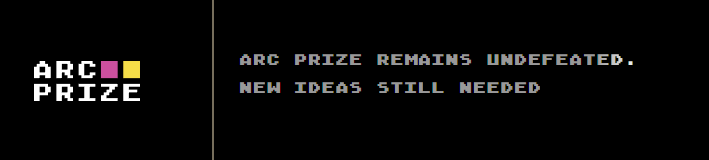 ARC
PRIZE
ARC PRIZE REMAINS UNDEFEATED.
NEW IDEAS STILL NEEDED